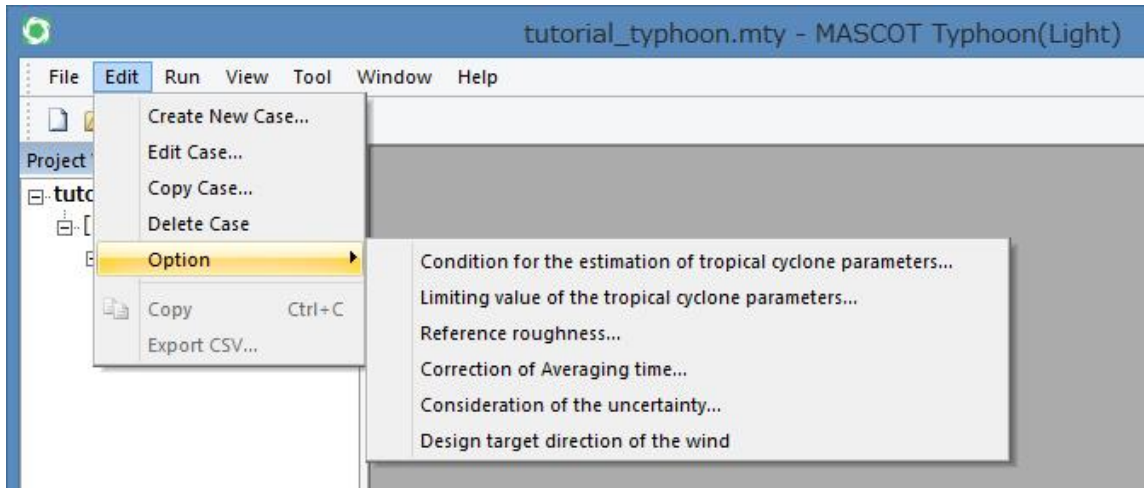 tutorial_typhoon.mty - MASCOT Typhoon(Light)
File Edit Run View Tool Window Help
Create New Case...
Project
Edit Case...
tuto
Copy Case...
[
Delete Case
Option
Condition for the estimation of tropical cyclone parameters...
Limiting value of the tropical cyclone parameters...
Copy Ctrl+C
Reference roughness...
Export CSV...
Correction of Averaging time...
Consideration of the uncertainty...
Design target direction of the wind